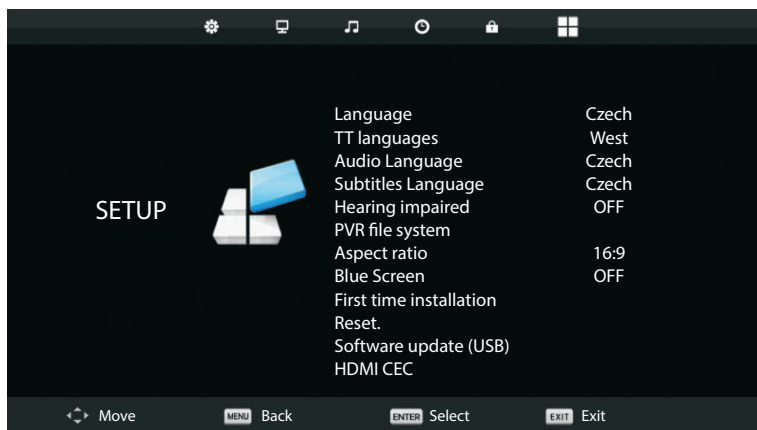 SETUP
Language Czech
TT languages West
Audio Language Czech
Subtitles Language Czech
Hearing impaired OFF
PVR file system
Aspect ratio 16:9
Blue Screen OFF
First time installation
Reset.
Software update (USB)
HDMI CEC
Move MENU Back ENTER Select EXIT Exit